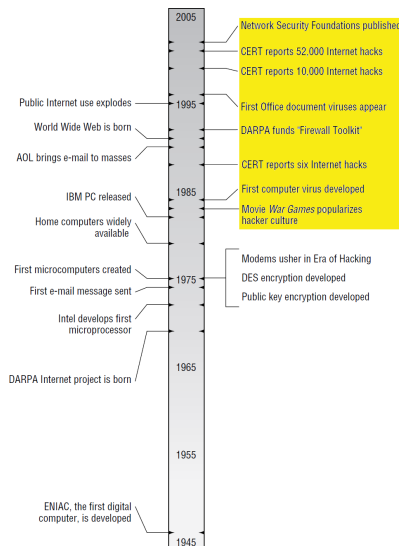 2005
Network Security Foundations published
CERT reports 52,000 Internet hacks
CERT reports 10,000 Internet hacks
Public Internet use explodes
1995
First Office document viruses appear
World Wide Web is born
DARPA funds "Firewall Toolkit"
AOL brings e-mail to masses
CERT reports six Internet hacks
1985
First computer virus developed
IBM PC released
Movie War Games popularizes
hacker culture
Home computers widely
available
Modems usher in Era of Hacking
First microcomputers created
1975
DES encryption developed
First e-mail message sent
Public key encryption developed
Intel develops first
microprocessor
1965
DARPA Internet project is born
1955
ENIAC, the first digital
computer, is developed
1945